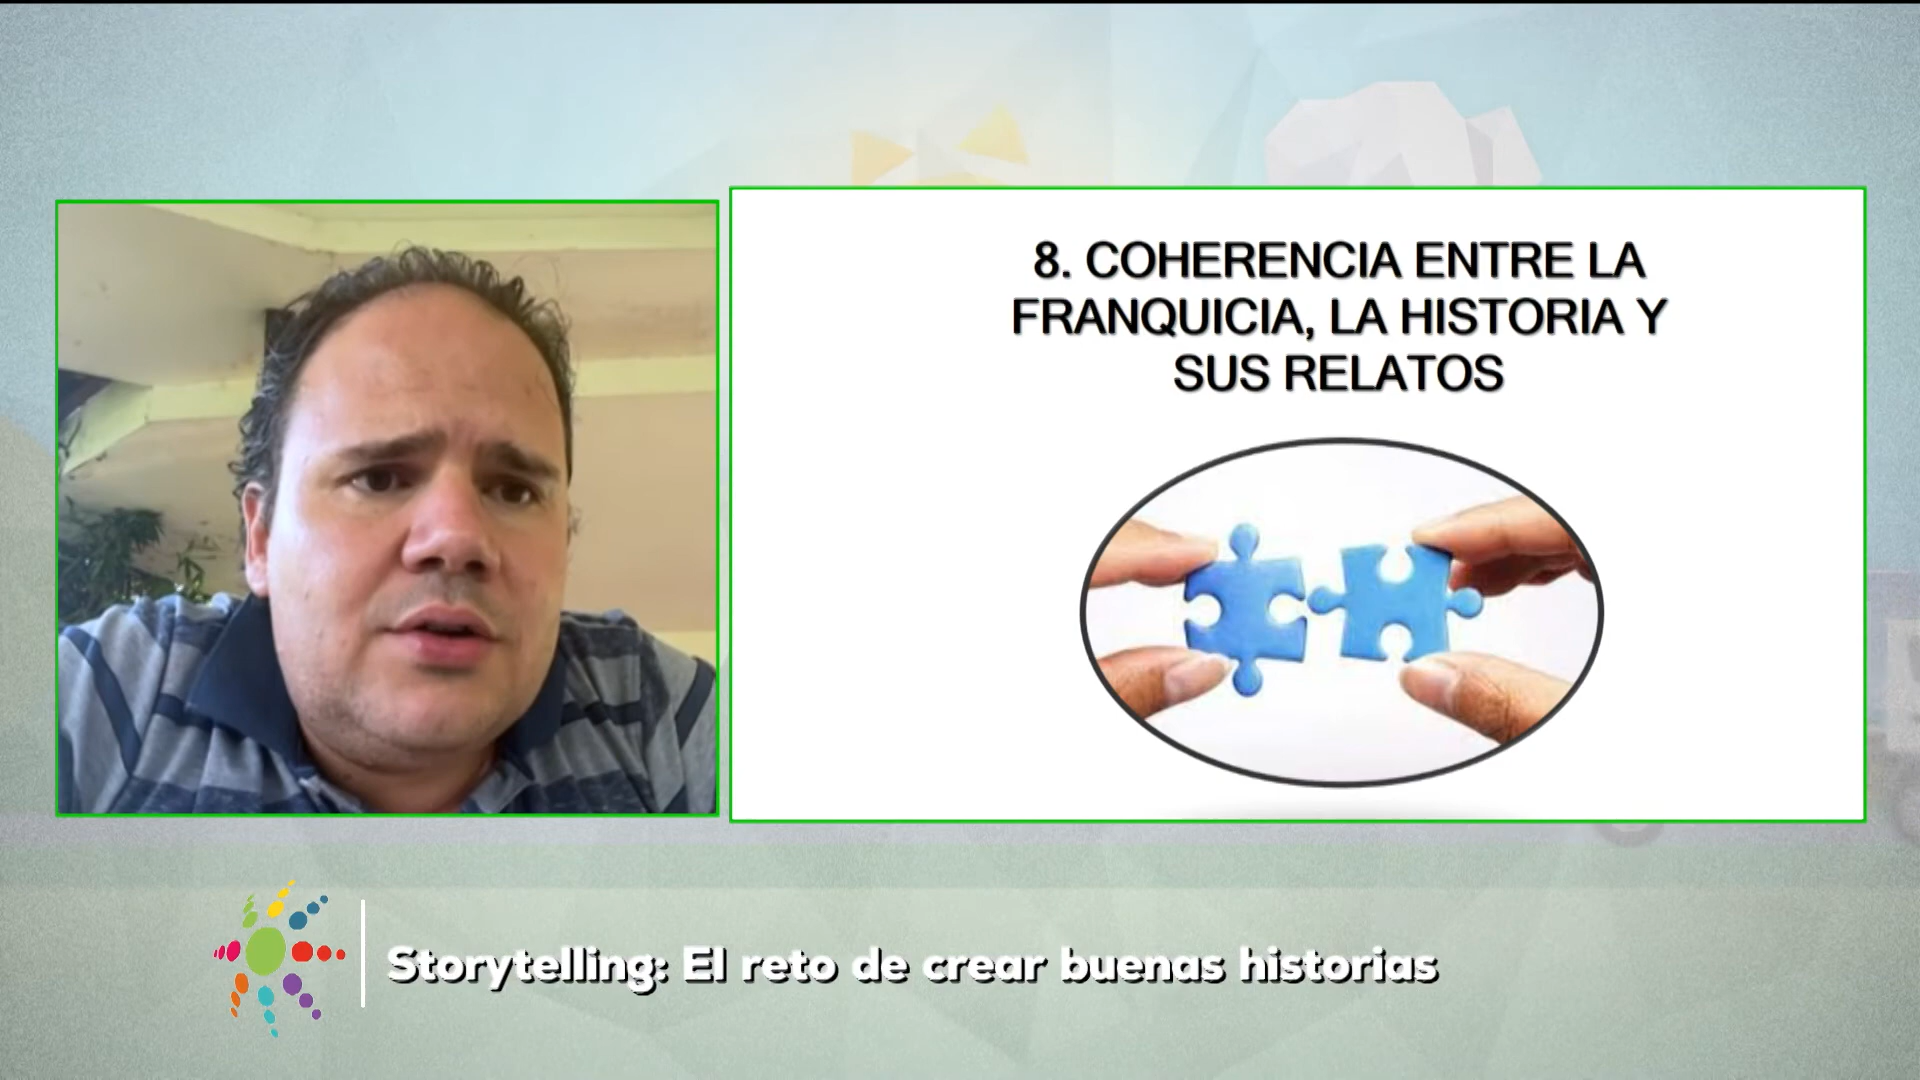 8. COHERENCIA ENTRE LA
FRANQUICIA, LA HISTORIA Y
SUS RELATOS
Storytelling: El reto de crear buenas historias